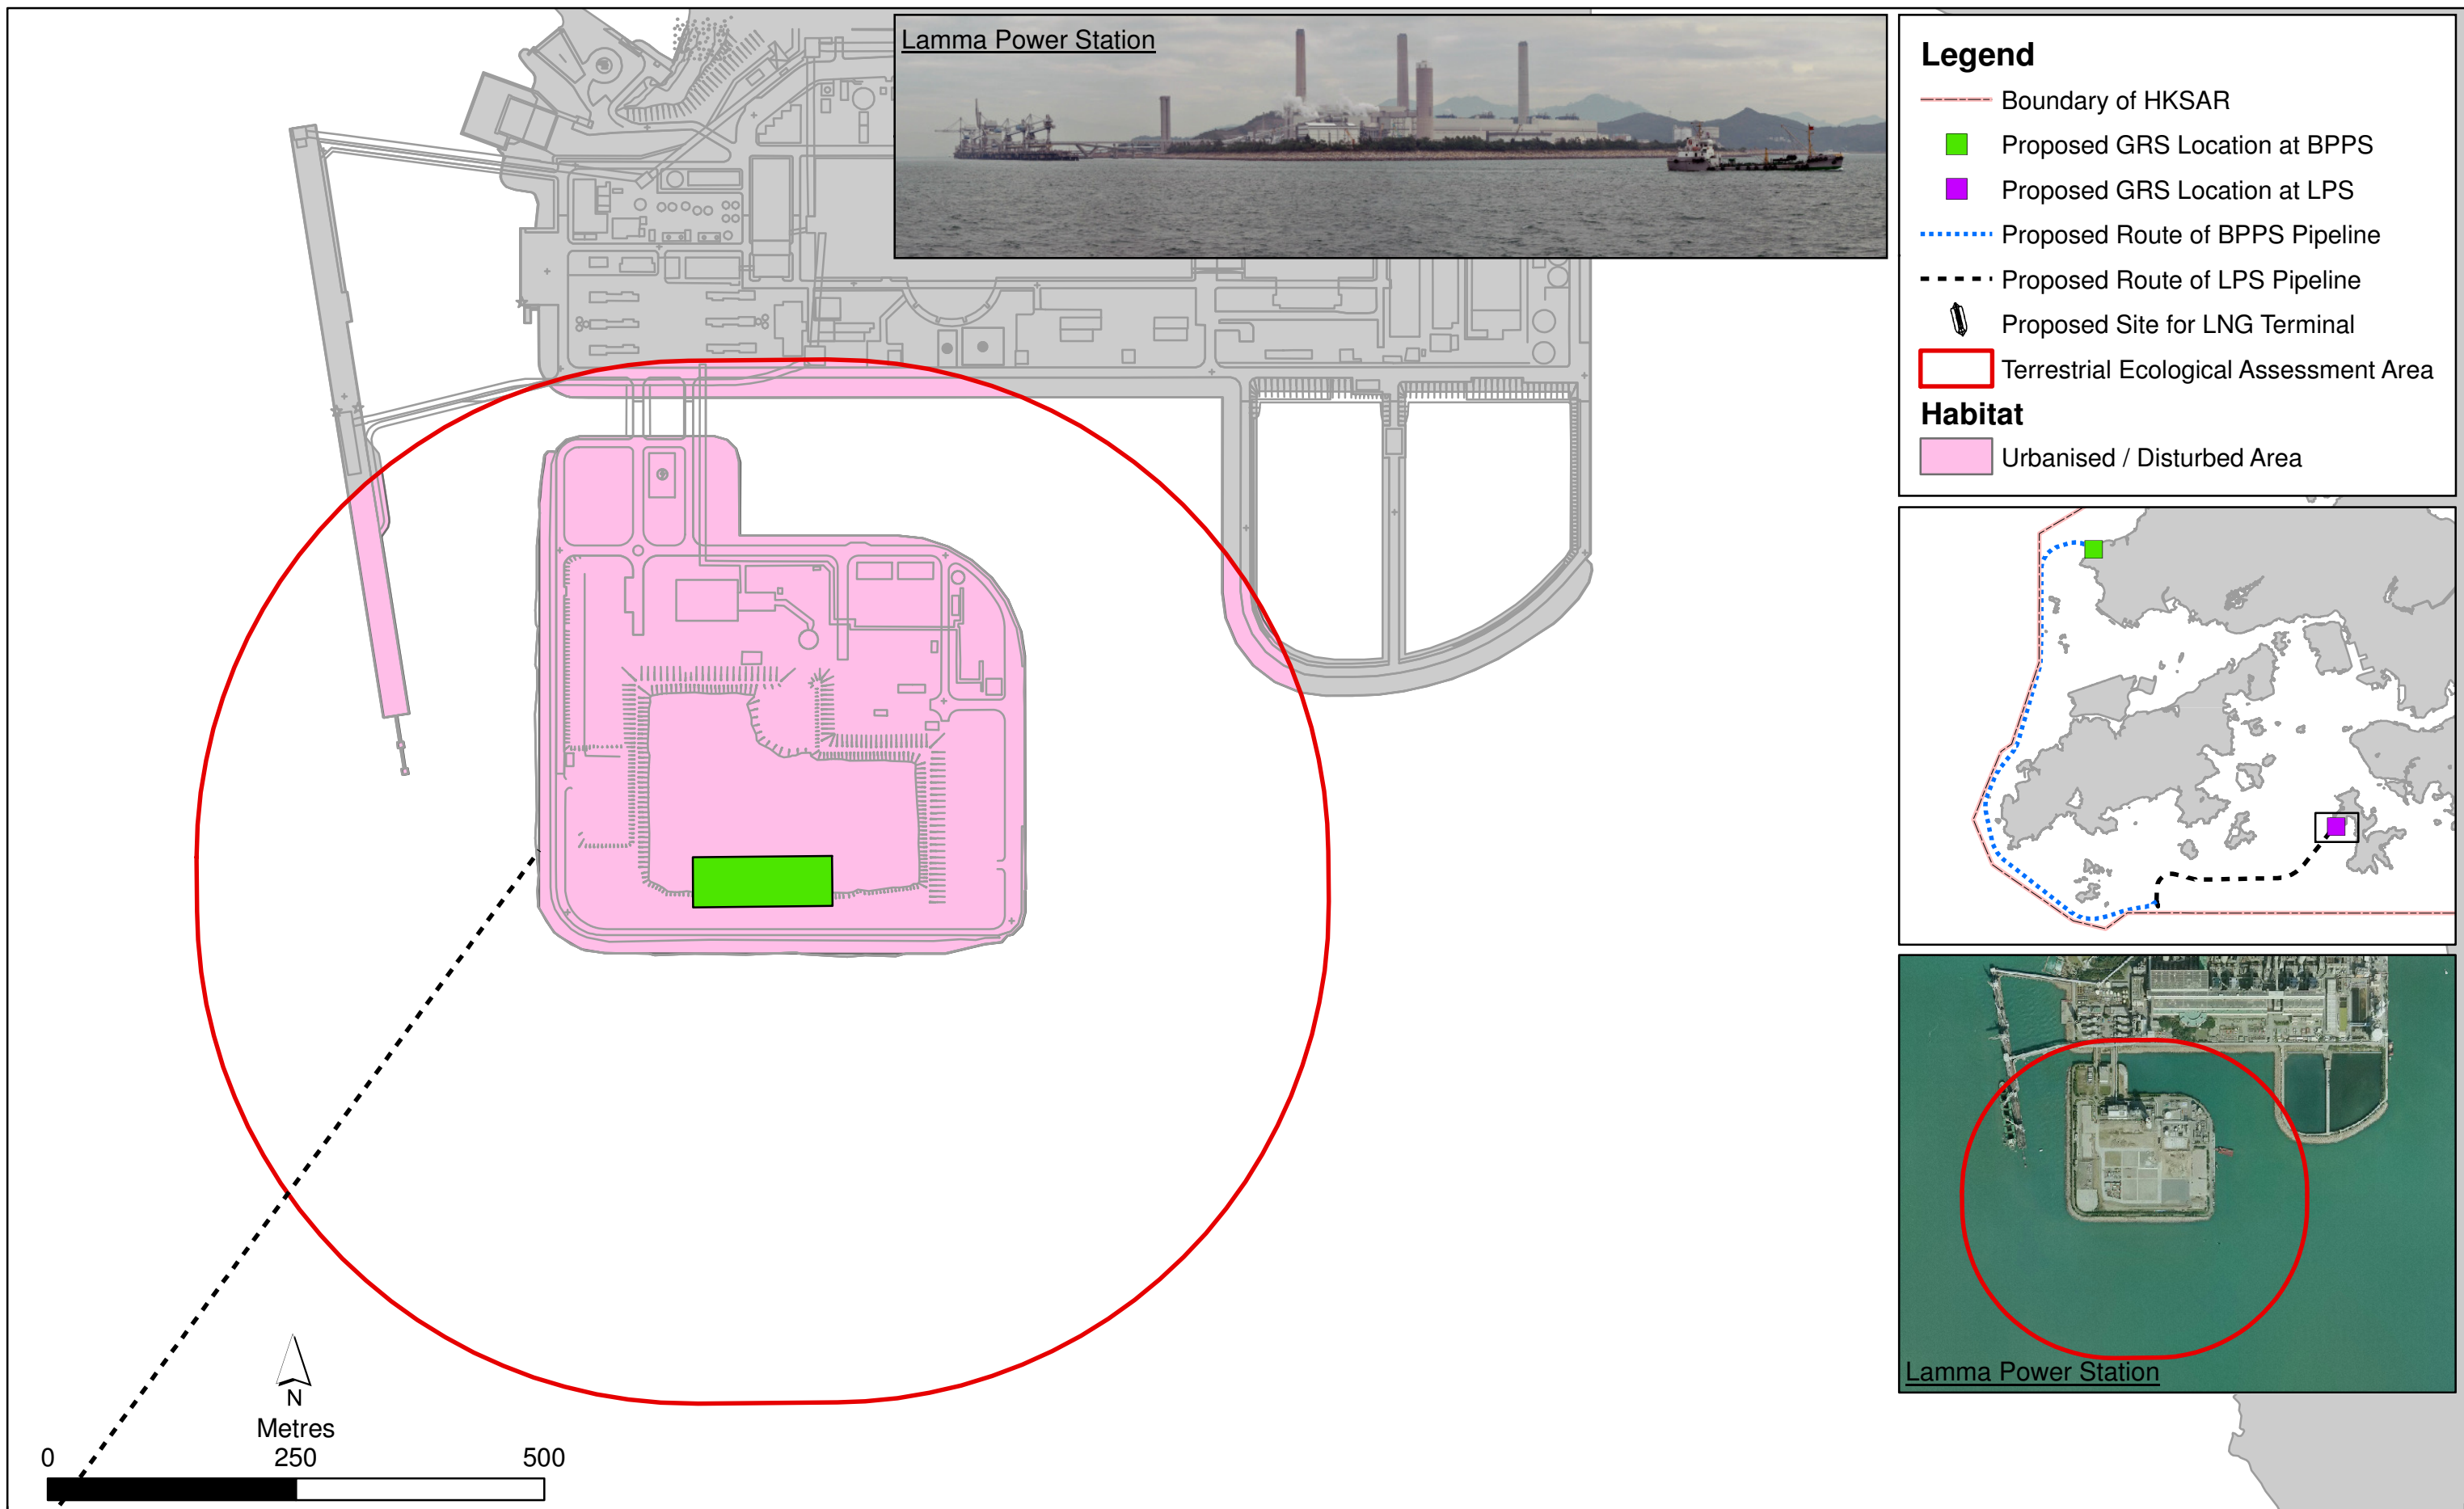 Lamma Power Station
Legend
Boundary of HKSAR
Proposed GRS Location at BPPS
Proposed GRS Location at LPS
Proposed Route of BPPS Pipeline
Proposed Route of LPS Pipeline
Proposed Site for LNG Terminal
Terrestrial Ecological Assessment Area
Habitat
Urbanised / Disturbed Area
Lamma Power Station
N
Metres
0 250 500